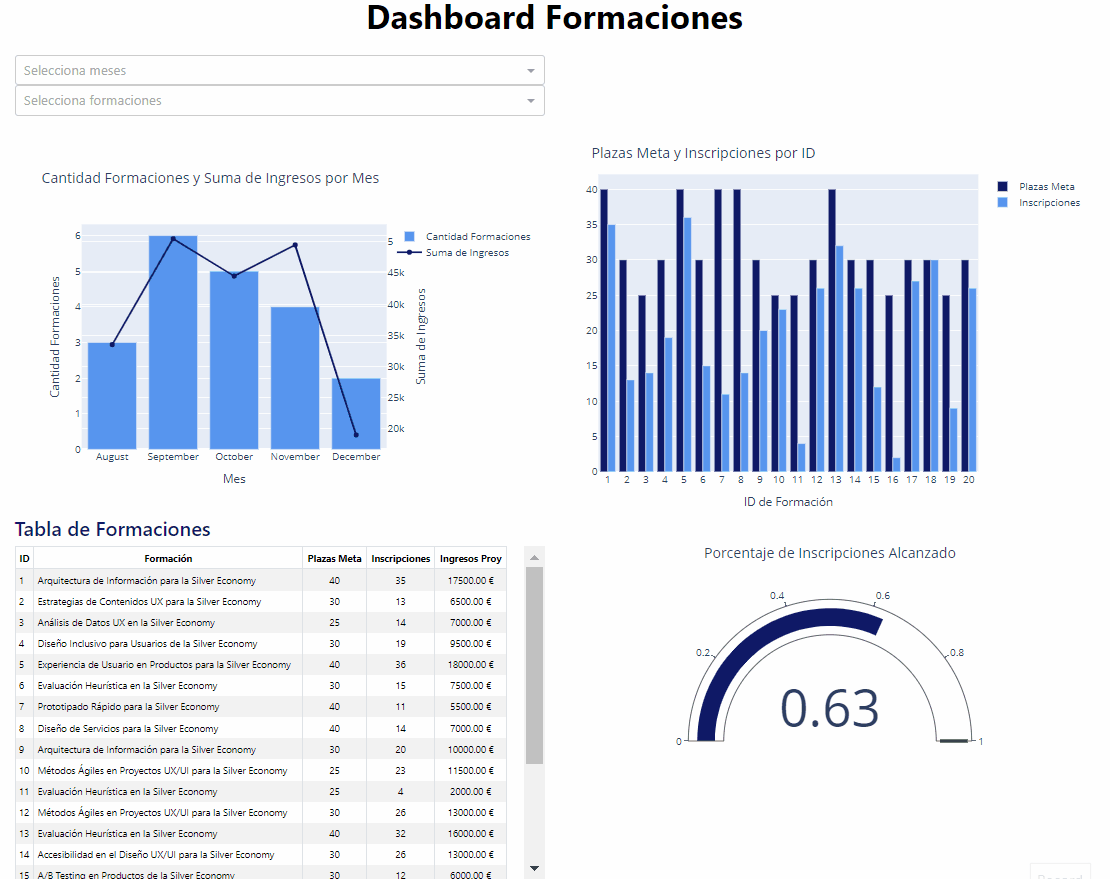 Dashboard Formaciones
Selecciona meses
Selecciona formaciones
Cantidad Formaciones y Suma de Ingresos por Mes
Cantidad Formaciones
6
5
4
3
2
1
0
August September October November December
Mes
5
45k
40k
35k
30k
25k
20k
Suma de Ingresos
Cantidad Formaciones
Suma de Ingresos
Plazas Meta y Inscripciones por ID
40
35
30
25
20
15
10
5
0
1 2 3 4 5 6 7 8 9 10 11 12 13 14 15 16 17 18 19 20
ID de Formación
Plazas Meta
Inscripciones
Tabla de Formaciones
ID Formación Plazas Meta Inscripciones Ingresos Proy
1 Arquitectura de Información para la Silver Economy 40 35 17500.00 €
2 Estrategias de Contenidos UX para la Silver Economy 30 13 6500.00 €
3 Análisis de Datos UX en la Silver Economy 25 14 7000.00 €
4 Diseño Inclusivo para Usuarios de la Silver Economy 30 19 9500.00 €
5 Experiencia de Usuario en Productos para la Silver Economy 40 36 18000.00 €
6 Evaluación Heurística en la Silver Economy 30 15 7500.00 €
7 Prototipado Rápido para la Silver Economy 40 11 5500.00 €
8 Diseño de Servicios para la Silver Economy 40 14 7000.00 €
9 Arquitectura de Información para la Silver Economy 30 20 10000.00 €
10 Métodos Ágiles en Proyectos UX/UI para la Silver Economy 25 23 11500.00 €
11 Evaluación Heurística en la Silver Economy 25 4 2000.00 €
12 Métodos Ágiles en Proyectos UX/UI para la Silver Economy 30 26 13000.00 €
13 Evaluación Heurística en la Silver Economy 40 32 16000.00 €
14 Accesibilidad en el Diseño UX/UI para la Silver Economy 30 26 13000.00 €
15 A/B Testing en Productos de la Silver Economy 30 12 6000.00 €
Porcentaje de Inscripciones Alcanzado
0
0.2
0.4
0.6
0.8
1
0.63